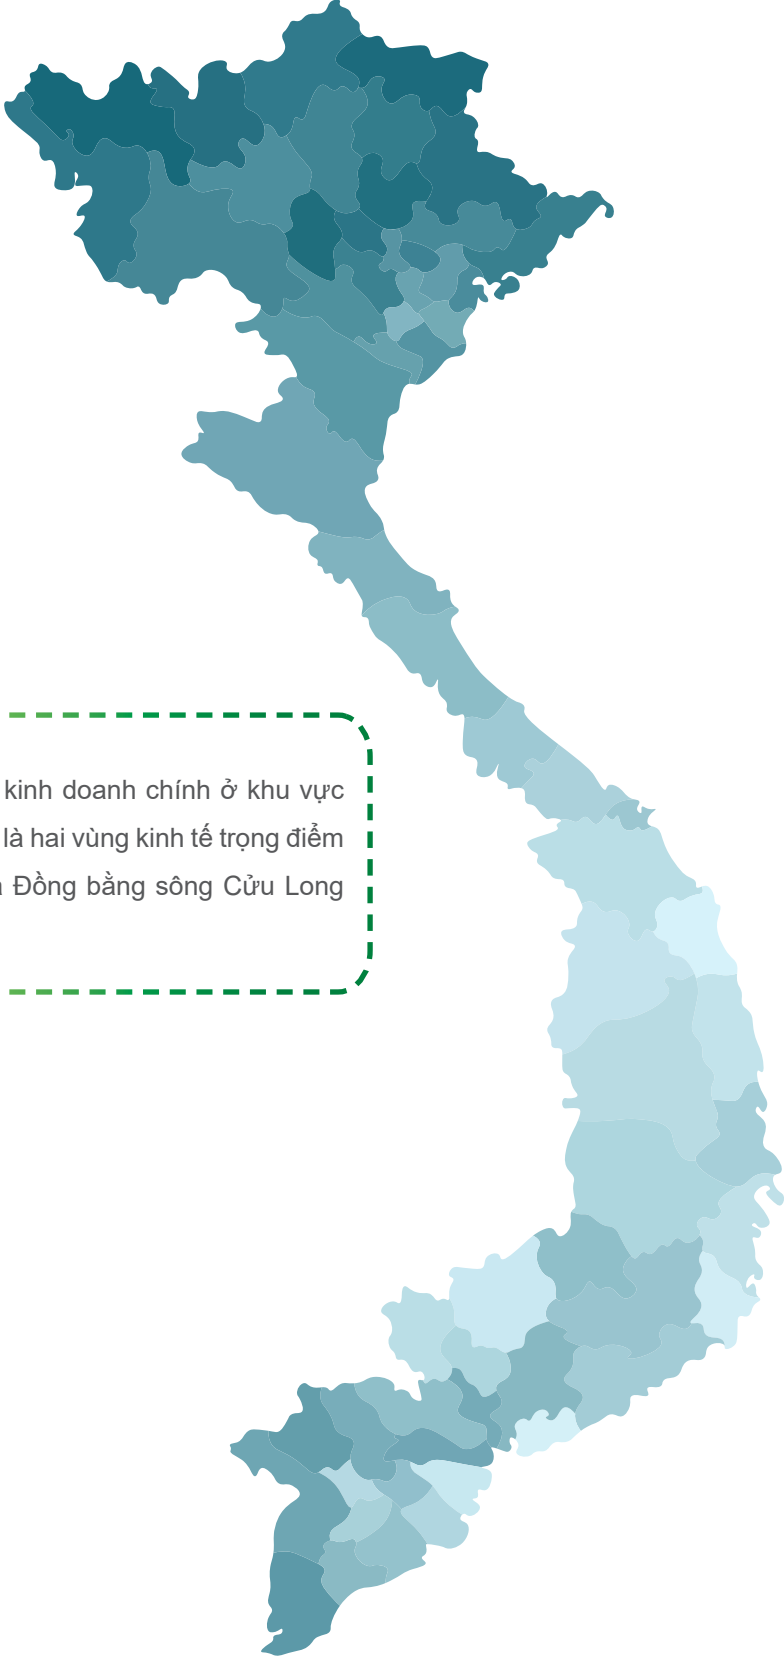 kinh doanh chính ở khu vực
là hai vùng kinh tế trọng điểm
Đồng bằng sông Cửu Long